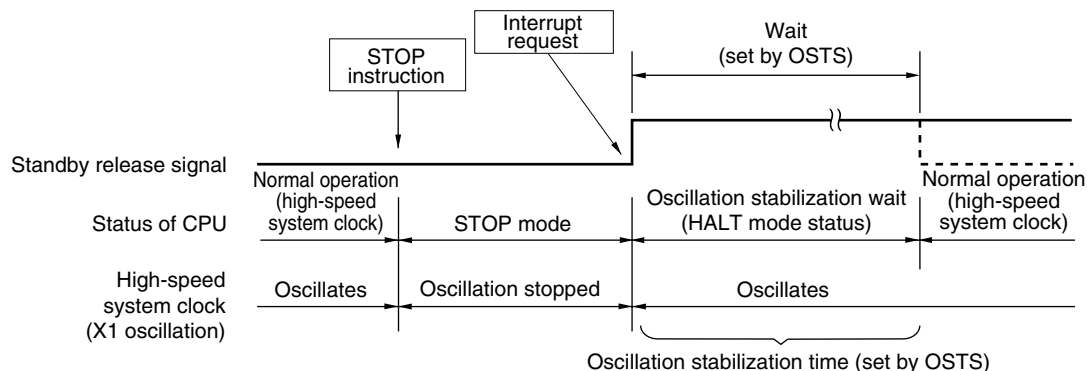 Interrupt
request
STOP
instruction
Wait
(set by OSTS)
Standby release signal
Normal operation
(high-speed
system clock)
Oscillation stabilization wait
(HALT mode status)
Normal operation
(high-speed
system clock)
Status of CPU
STOP mode
High-speed
system clock
(X1 oscillation)
Oscillates
Oscillation stopped
Oscillates
Oscillation stabilization time (set by OSTS)